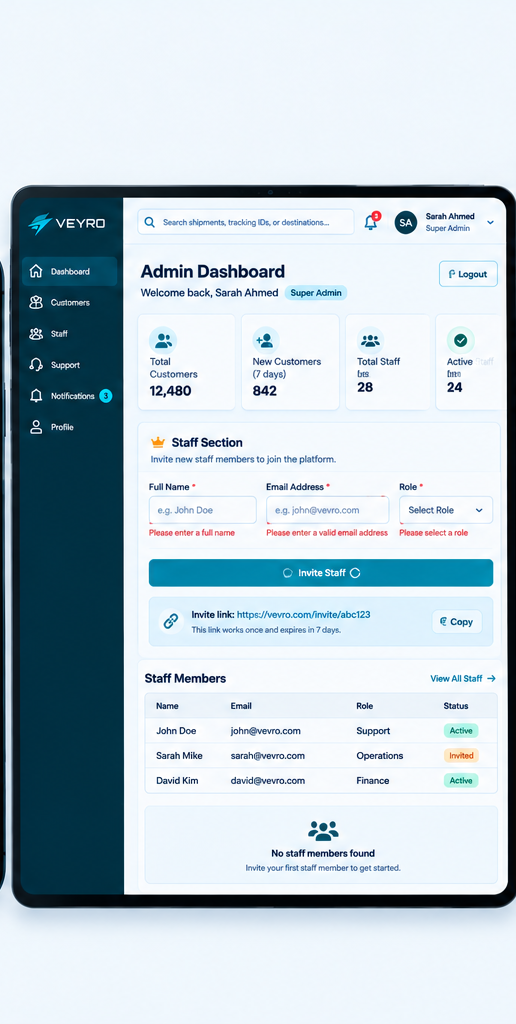 VEYRO
Search shipments, tracking IDs, or destinations...
3
SA
Sarah Ahmed
Super Admin
Dashboard
Customers
Staff
Support
Notifications 3
Profile
Admin Dashboard
Welcome back, Sarah Ahmed Super Admin
Logout
Total
Customers
12,480
New Customers
(7 days)
842
Total Staff
28
Active Staff
24
Staff Section
Invite new staff members to join the platform.
Full Name * Email Address * Role *
e.g. John Doe e.g. john@vevro.com Select Role
Please enter a full name Please enter a valid email address Please select a role
Invite Staff
Invite link: https://vevro.com/invite/abc123
This link works once and expires in 7 days.
Copy
Staff Members View All Staff →
Name Email Role Status
John Doe john@vevro.com Support Active
Sarah Mike sarah@vevro.com Operations Invited
David Kim david@vevro.com Finance Active
No staff members found
Invite your first staff member to get started.